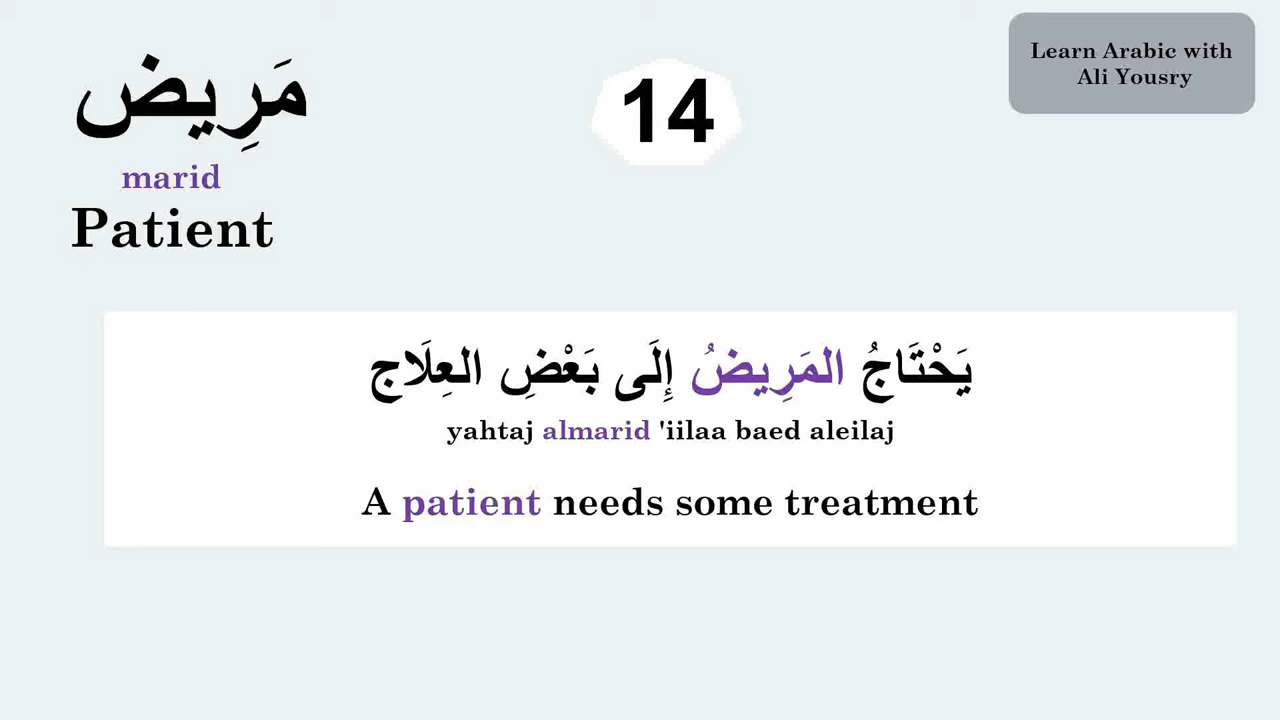 مَرِيض
marid
Patient
14
Learn Arabic with
Ali Yousry
يَحْتَاجُ المَرِيضُ إِلَى بَعْضِ العِلَاج
yahtaj almarid 'iilaa baed aleilaj
A patient needs some treatment